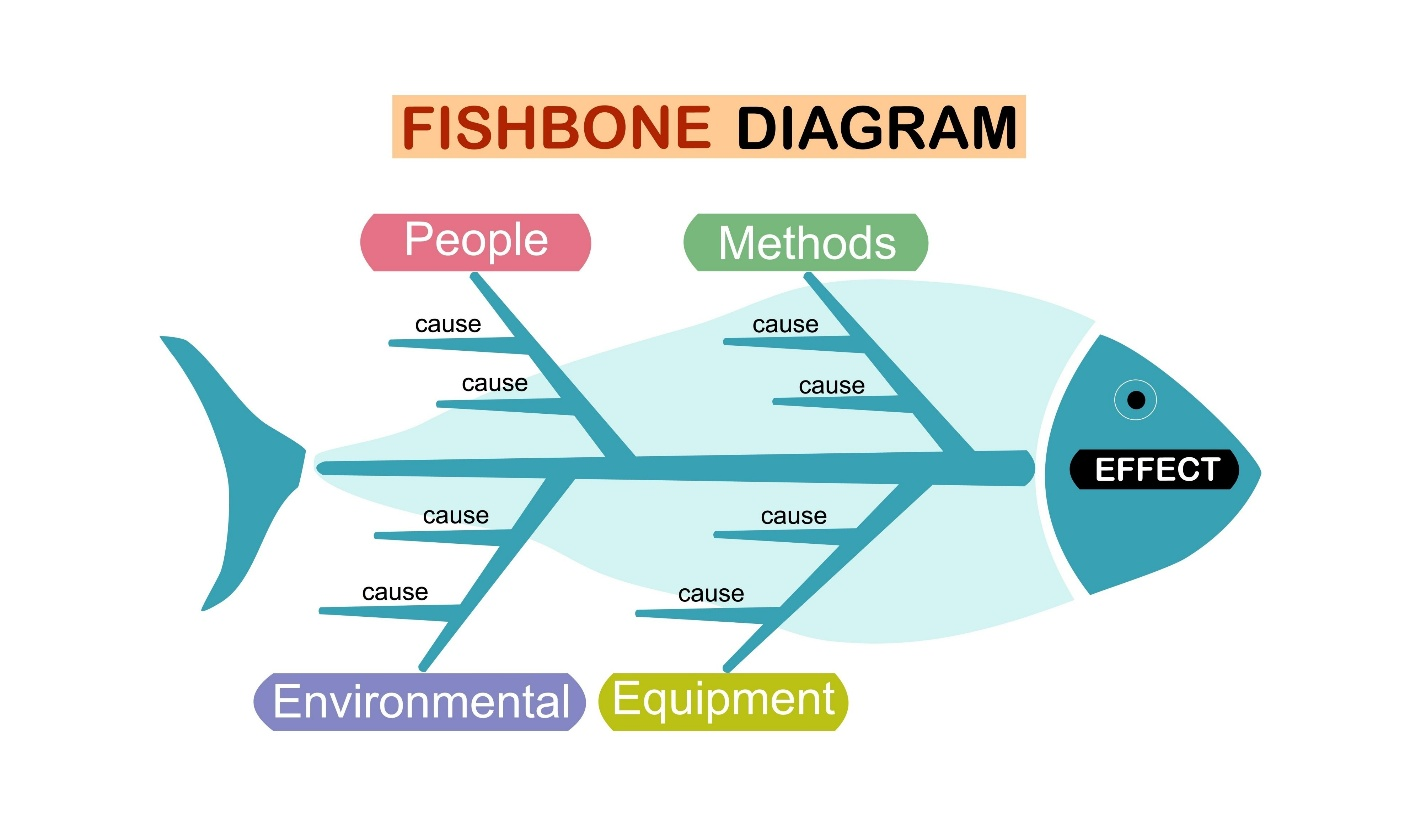 FISHBONE DIAGRAM
People
Methods
cause
cause
cause
cause
EFFECT
cause
cause
cause
cause
Environmental
Equipment